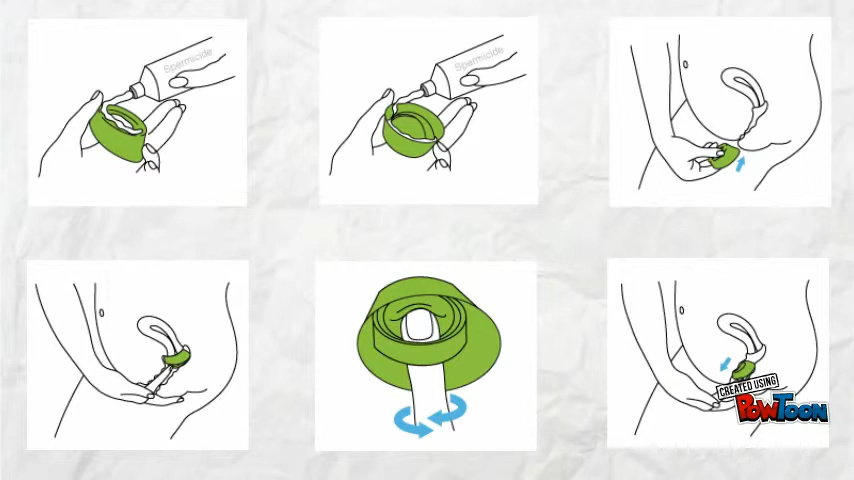 Spermicide
Spermicide
CREATED USING
PowToon